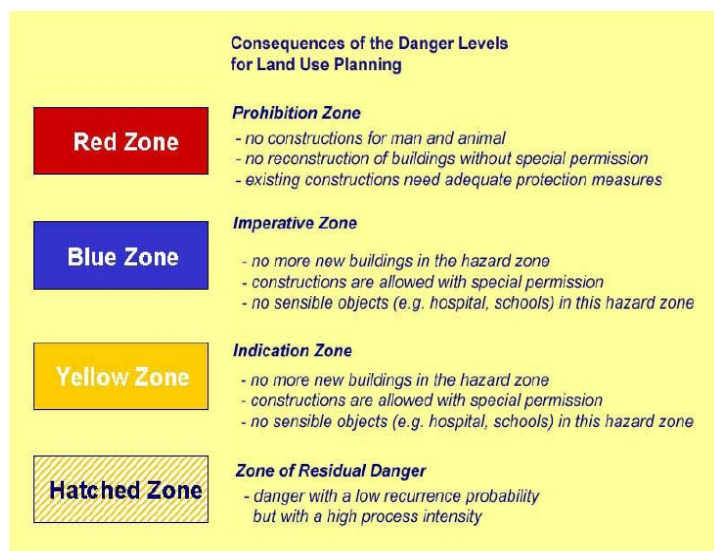 Consequences of the Danger Levels
for Land Use Planning
Red Zone
Prohibition Zone
- no constructions for man and animal
- no reconstruction of buildings without special permission
- existing constructions need adequate protection measures
Blue Zone
Imperative Zone
- no more new buildings in the hazard zone
- constructions are allowed with special permission
- no sensible objects (e.g. hospital, schools) in this hazard zone
Yellow Zone
Indication Zone
- no more new buildings in the hazard zone
- constructions are allowed with special permission
- no sensible objects (e.g. hospital, schools) in this hazard zone
Hatched Zone
Zone of Residual Danger
- danger with a low recurrence probability
but with a high process intensity